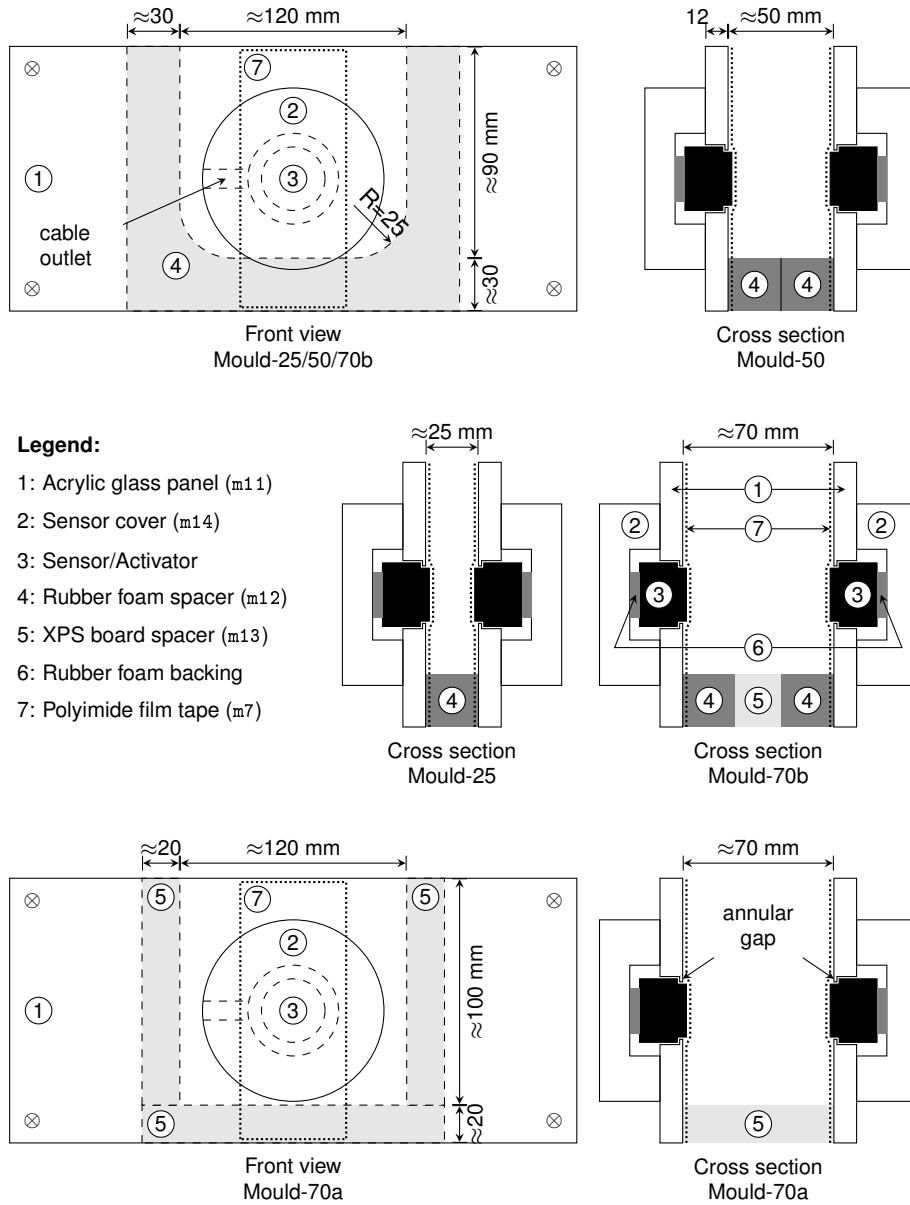 ≈30
≈120 mm
7
2
3
1
cable
outlet
4
R=25
≈90 mm
≈30
Front view
Mould-25/50/70b
12
≈50 mm
4
4
Cross section
Mould-50
Legend:
1: Acrylic glass panel (m11)
2: Sensor cover (m14)
3: Sensor/Activator
4: Rubber foam spacer (m12)
5: XPS board spacer (m13)
6: Rubber foam backing
7: Polyimide film tape (m7)
≈25 mm
4
Cross section
Mould-25
≈70 mm
1
2
2
7
3
3
6
4
5
4
Cross section
Mould-70b
≈20
≈120 mm
5
7
5
2
1
3
≈100 mm
5
≈20
Front view
Mould-70a
≈70 mm
annular
gap
5
Cross section
Mould-70a